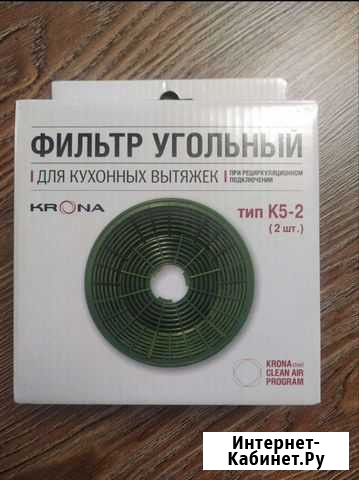 ФИЛЬТР УГОЛЬНЫЙ
ДЛЯ КУХОННЫХ ВЫТЯЖЕК
ПРИ РЕЦИРКУЛЯЦИОННОМ
ПОДКЛЮЧЕНИИ
KRONA
тип К5-2
(2 шт.)
KRONAsteel
CLEAN AIR
PROGRAM
Интернет-
Кабинет.Ру